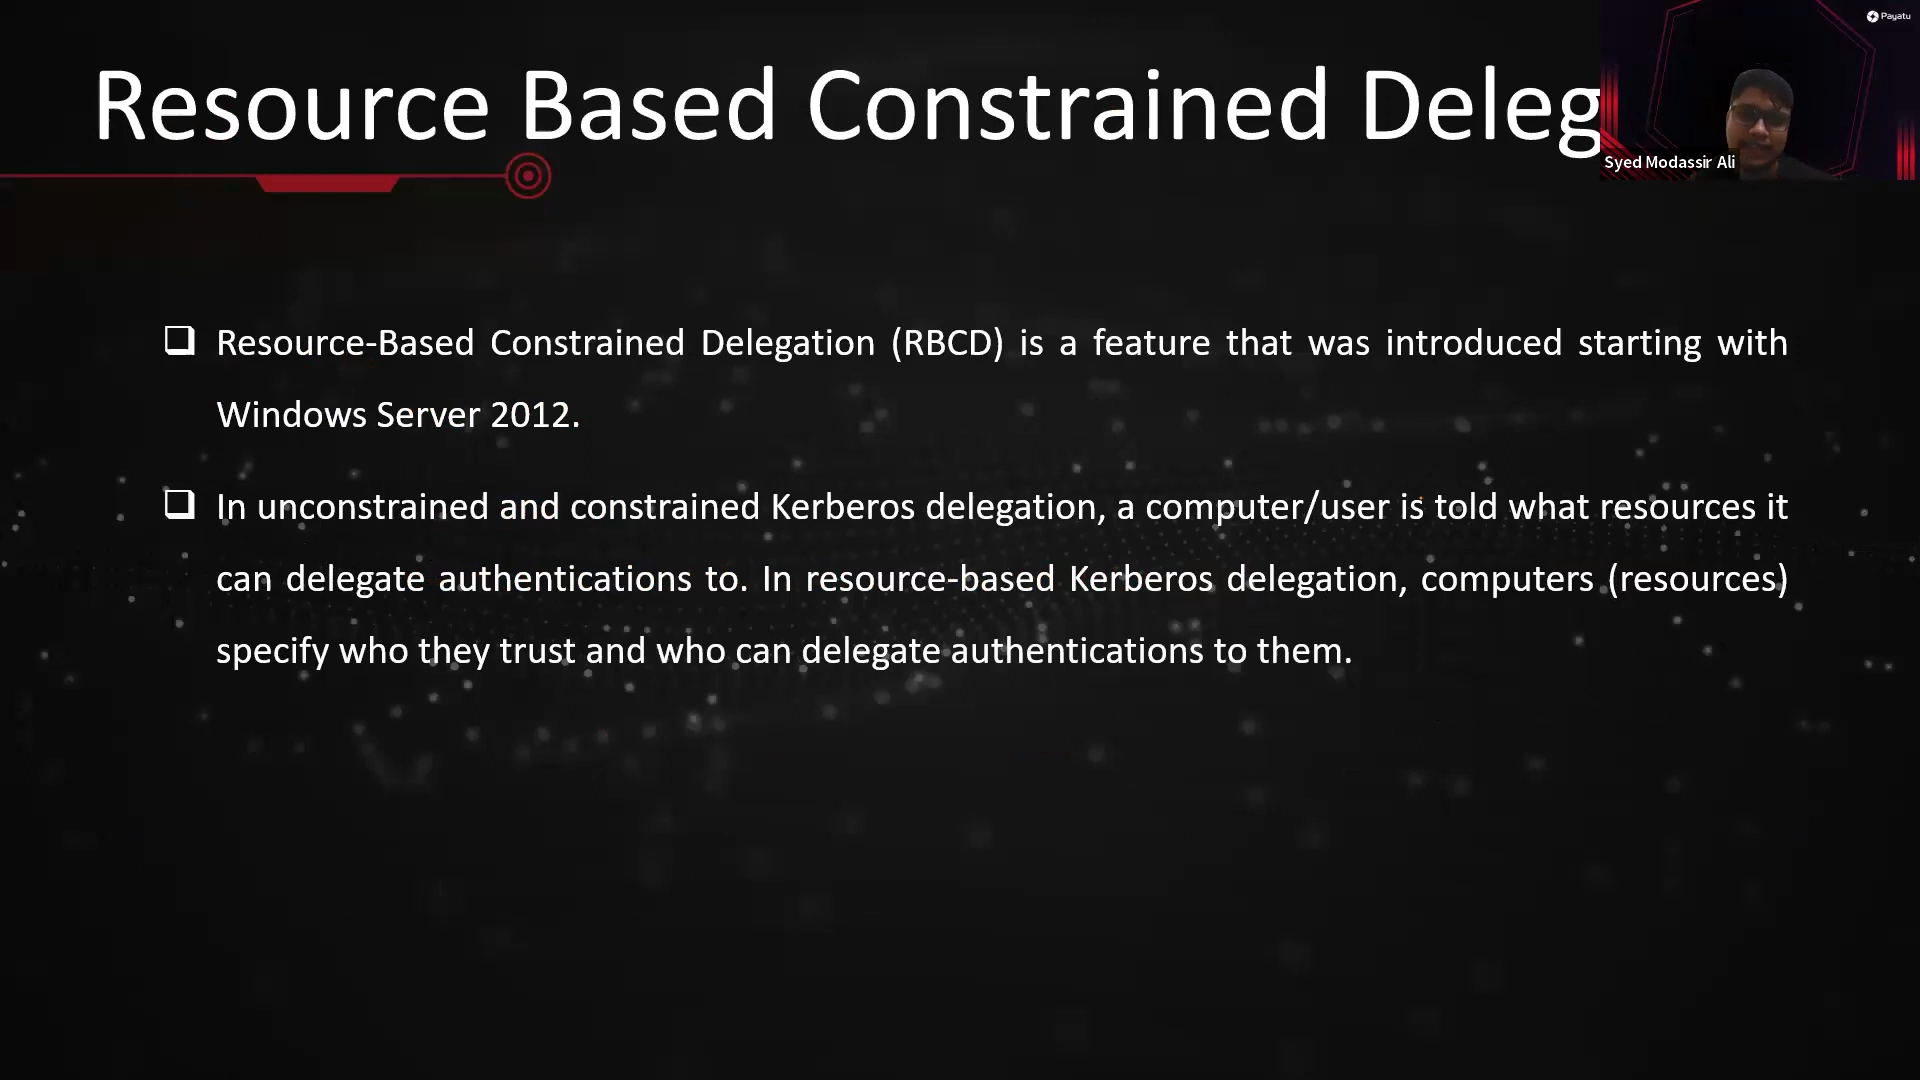 Payatu
Resource Based Constrained Deleg
Syed Modassir Ali
Resource-Based Constrained Delegation (RBCD) is a feature that was introduced starting with
Windows Server 2012.
In unconstrained and constrained Kerberos delegation, a computer/user is told what resources it
can delegate authentications to. In resource-based Kerberos delegation, computers (resources)
specify who they trust and who can delegate authentications to them.